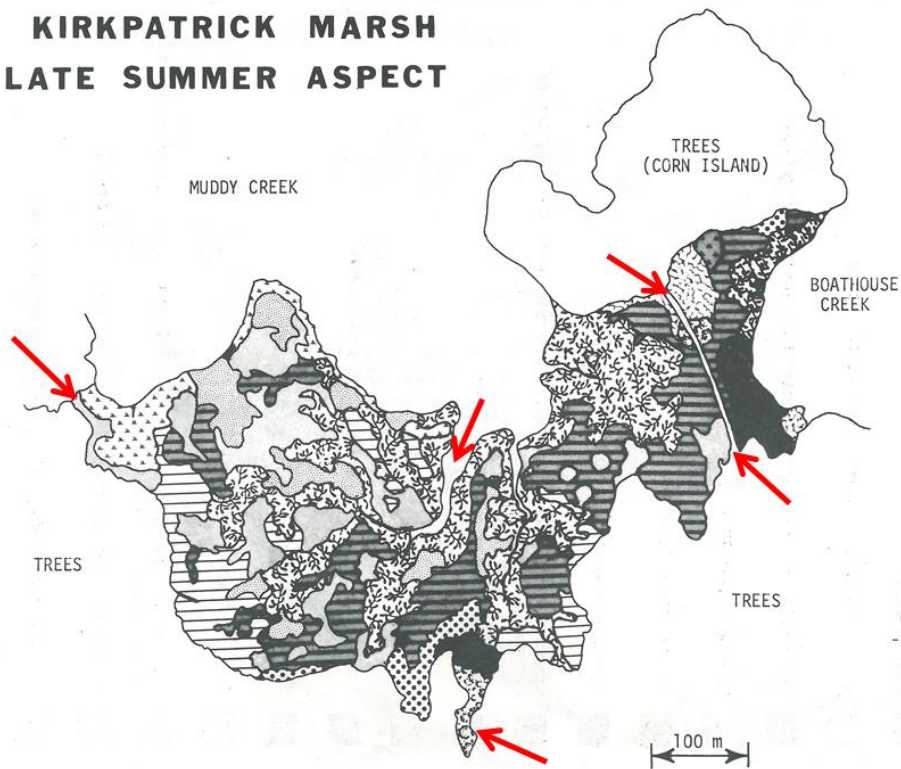 KIRKPATRICK MARSH
LATE SUMMER ASPECT
TREES
(CORN ISLAND)
MUDDY CREEK
BOATHOUSE
CREEK
TREES
TREES
100 m